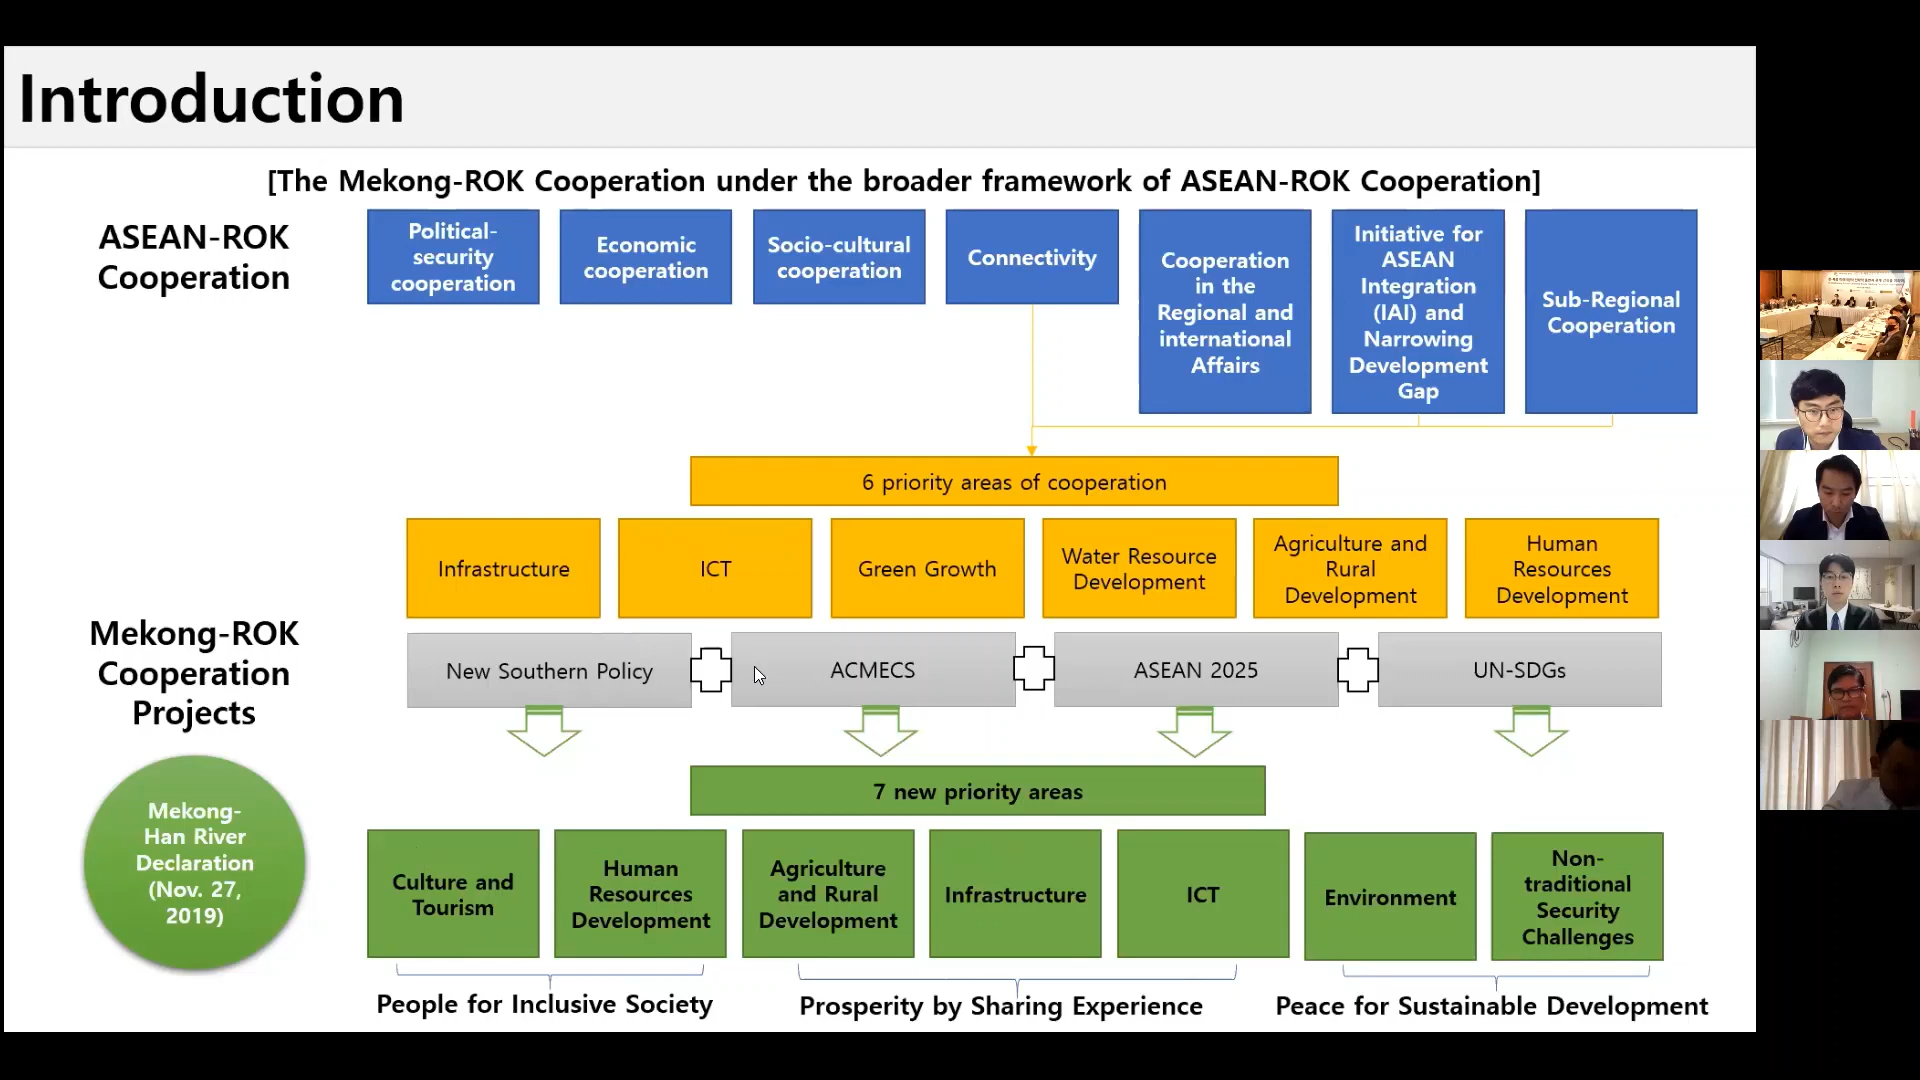 Introduction
[The Mekong-ROK Cooperation under the broader framework of ASEAN-ROK Cooperation]
ASEAN-ROK
Cooperation
Political-
security
cooperation
Economic
cooperation
Socio-cultural
cooperation
Connectivity
Cooperation
in the
Regional and
international
Affairs
Initiative for
ASEAN
Integration
(IAI) and
Narrowing
Development
Gap
Sub-Regional
Cooperation
6 priority areas of cooperation
Infrastructure
ICT
Green Growth
Water Resource
Development
Agriculture and
Rural
Development
Human
Resources
Development
Mekong-ROK
Cooperation
Projects
New Southern Policy
ACMECS
ASEAN 2025
UN-SDGs
7 new priority areas
Mekong-
Han River
Declaration
(Nov. 27,
2019)
Culture and
Tourism
Human
Resources
Development
Agriculture
and Rural
Development
Infrastructure
ICT
Environment
Non-
traditional
Security
Challenges
People for Inclusive Society
Prosperity by Sharing Experience
Peace for Sustainable Development